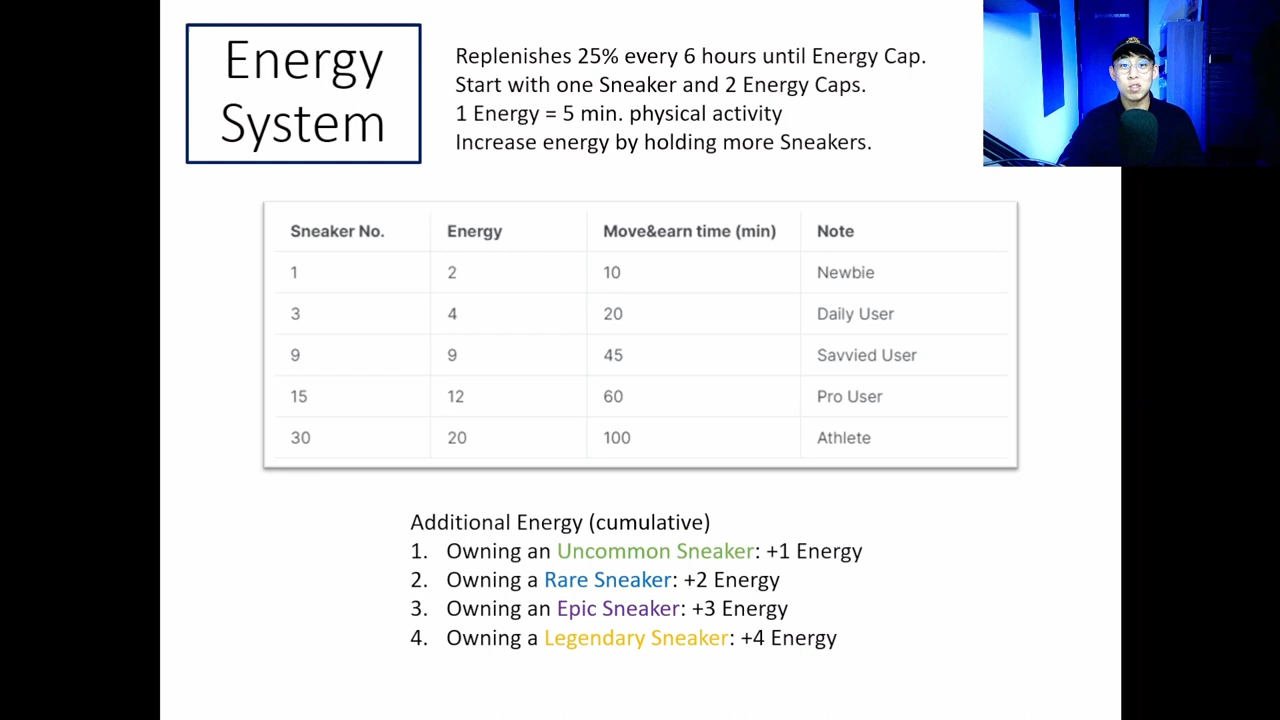 Energy
System
Replenishes 25% every 6 hours until Energy Cap.
Start with one Sneaker and 2 Energy Caps.
1 Energy = 5 min. physical activity
Increase energy by holding more Sneakers.
Sneaker No. Energy Move&earn time (min) Note
1 2 10 Newbie
3 4 20 Daily User
9 9 45 Savvied User
15 12 60 Pro User
30 20 100 Athlete
Additional Energy (cumulative)
1. Owning an Uncommon Sneaker: +1 Energy
2. Owning a Rare Sneaker: +2 Energy
3. Owning an Epic Sneaker: +3 Energy
4. Owning a Legendary Sneaker: +4 Energy